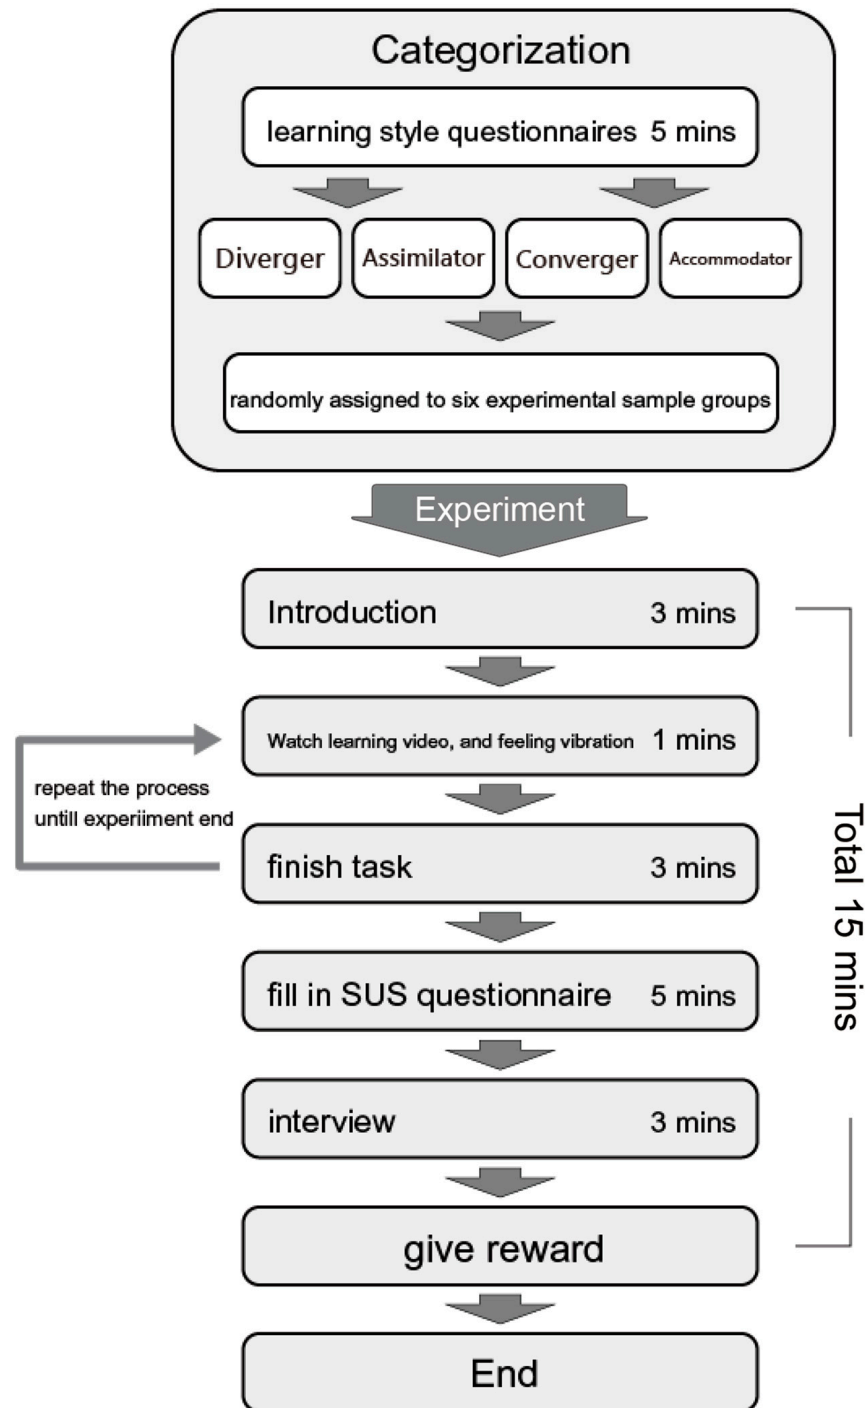 Categorization
learning style questionnaires 5 mins
Diverger Assimilator Converger Accommodator
randomly assigned to six experimental sample groups
Experiment
Introduction 3 mins
Watch learning video, and feeling vibration 1 mins
repeat the process
untill experiiment end
finish task 3 mins
fill in SUS questionnaire 5 mins
interview 3 mins
give reward
End
Total 15 mins